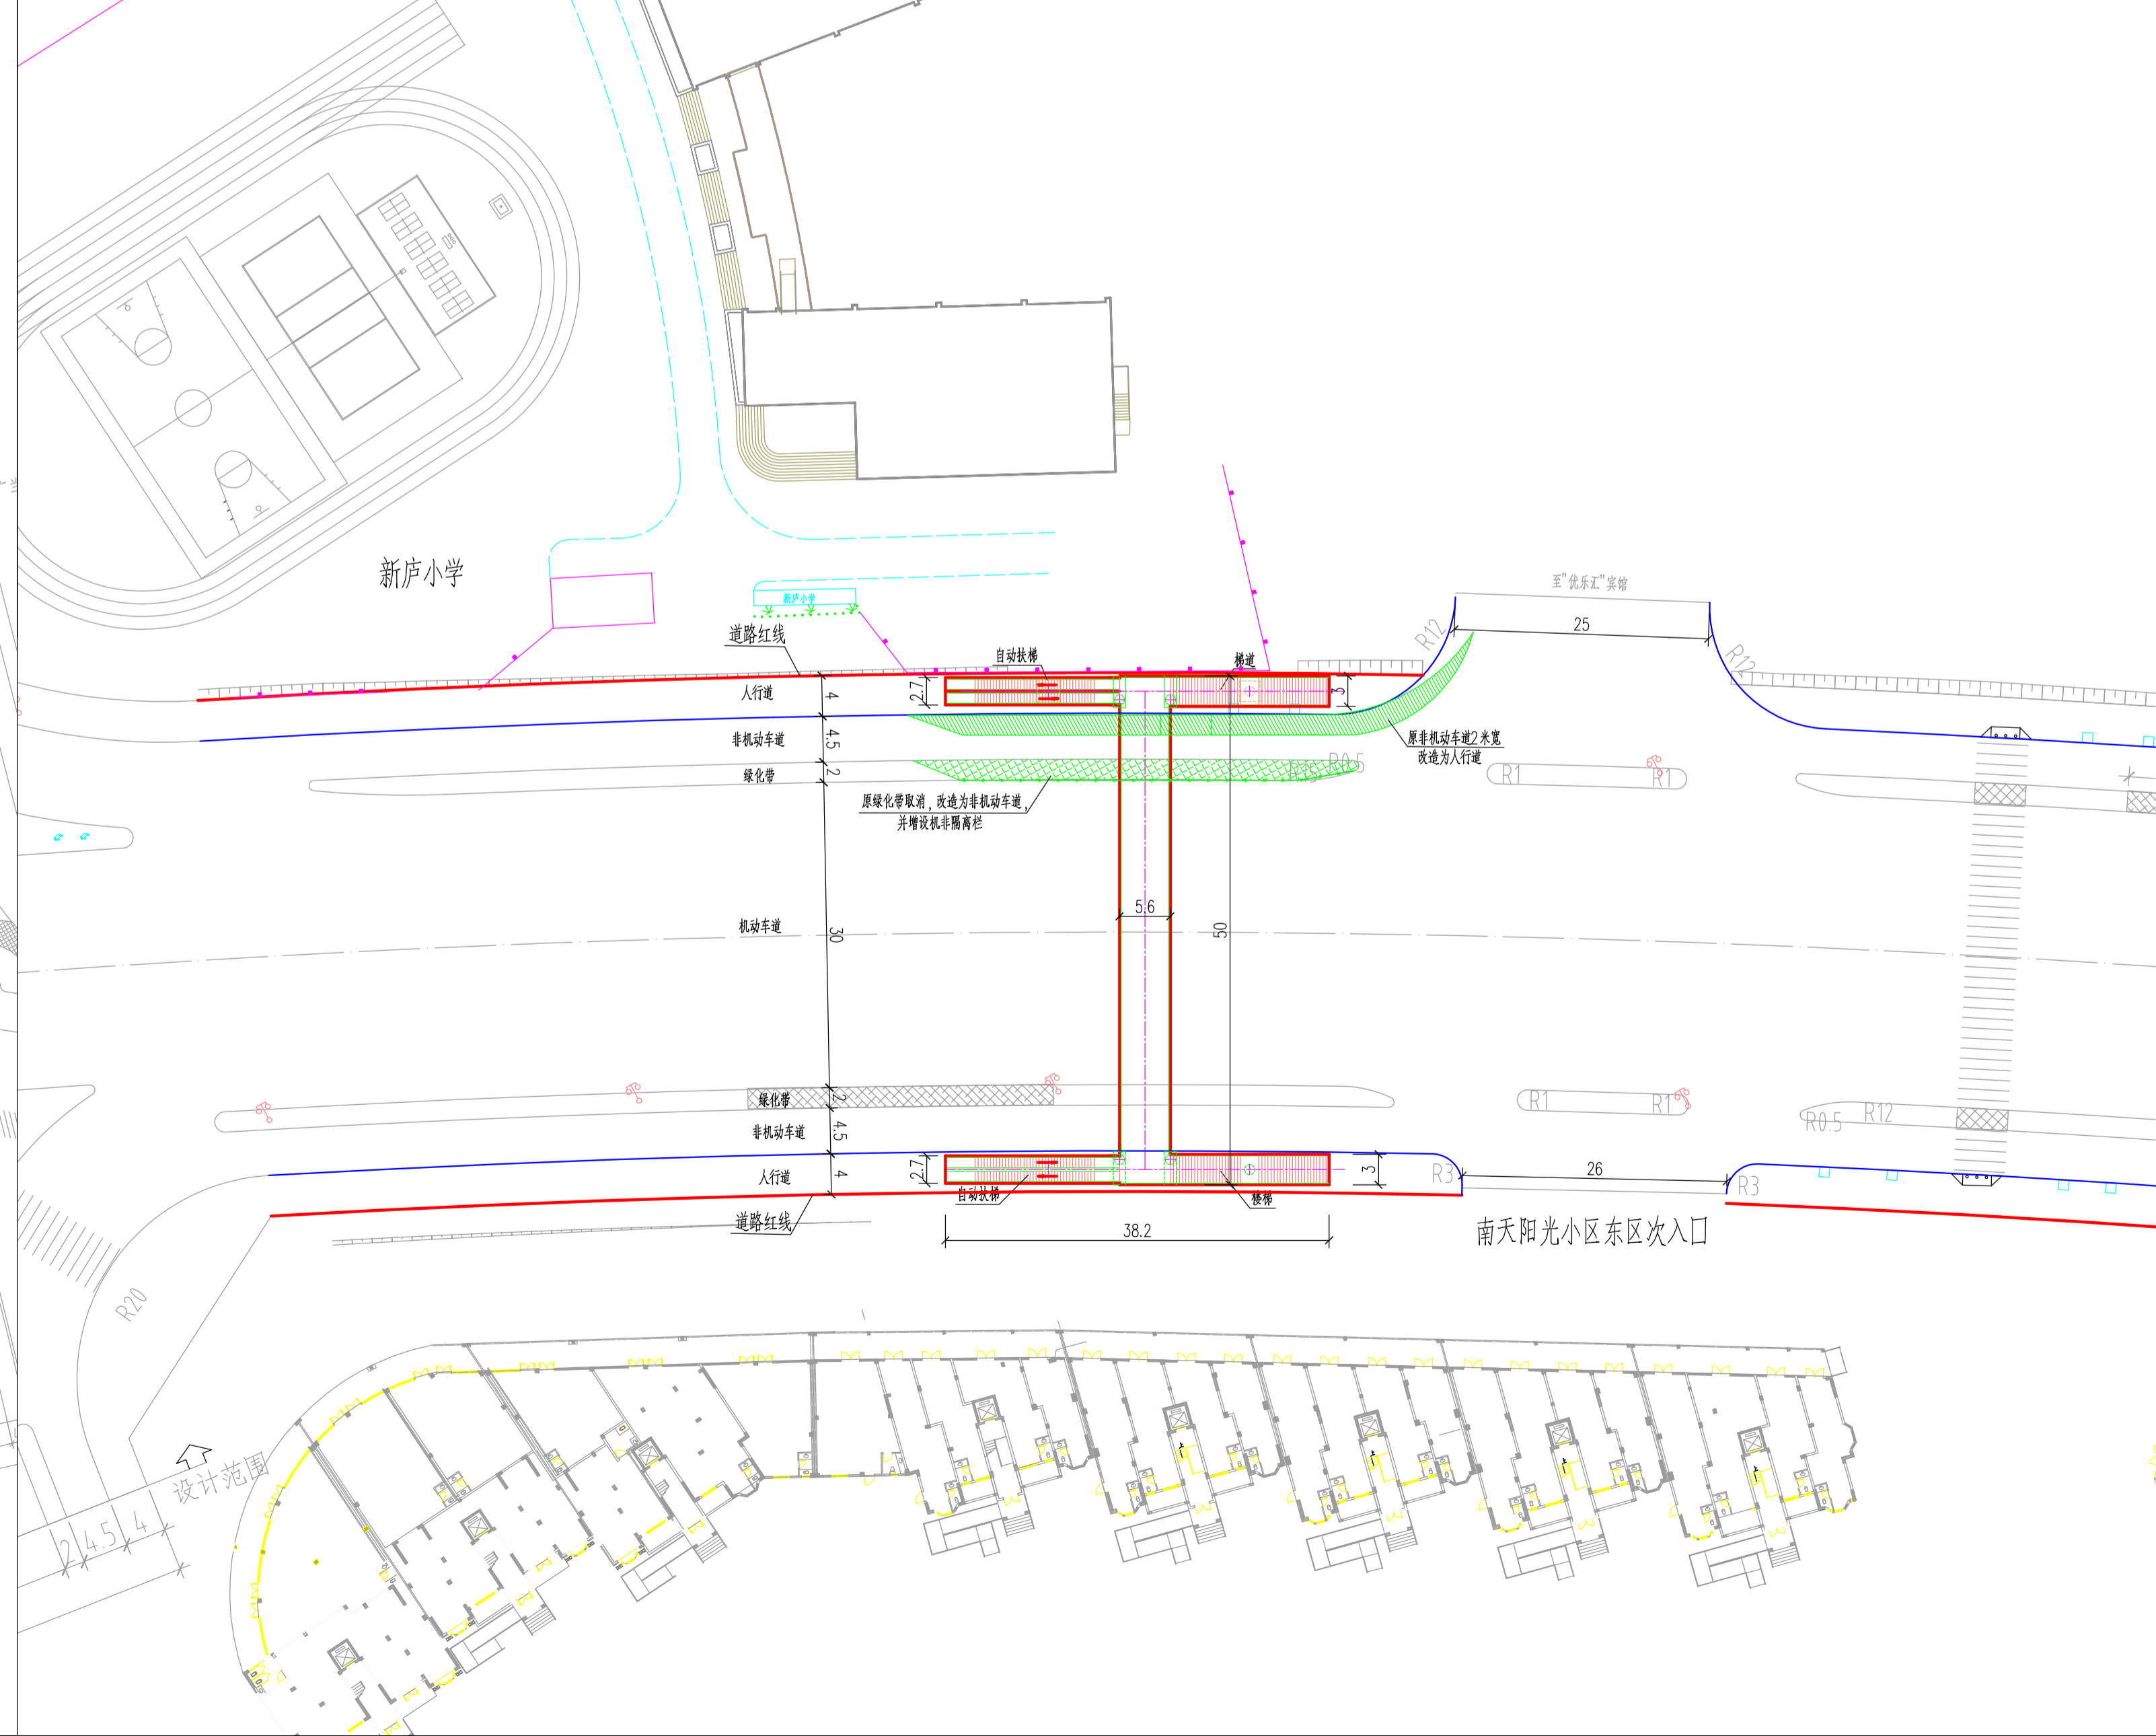 新庐小学
新庐小学
至"优乐汇"宾馆
25
R12
R12
道路红线
自动扶梯
梯道
人行道
4
2.7
3
非机动车道
4.5
原非机动车道2米宽
改造为人行道
绿化带
2
R0.5
R1
R1
原绿化带取消,改造为非机动车道,
并增设机非隔离栏
5.6
50
机动车道
30
绿化带
2
R1
R1
R0.5
R12
非机动车道
4.5
人行道
4
2.7
3
R3
26
R3
自动扶梯
楼梯
道路红线
38.2
南天阳光小区东区次入口
R20
设计范围
2
4.5
4